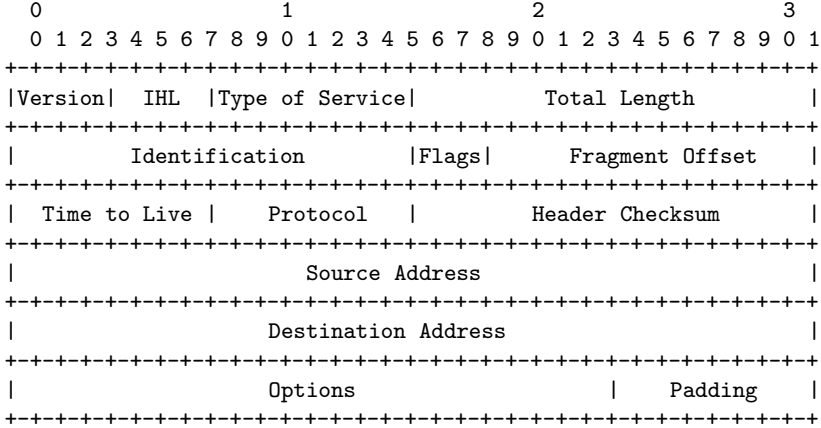 0                   1                   2                   3
0 1 2 3 4 5 6 7 8 9 0 1 2 3 4 5 6 7 8 9 0 1 2 3 4 5 6 7 8 9 0 1
+-+-+-+-+-+-+-+-+-+-+-+-+-+-+-+-+-+-+-+-+-+-+-+-+-+-+-+-+-+-+-+-+
|Version|  IHL  |Type of Service|          Total Length         |
+-+-+-+-+-+-+-+-+-+-+-+-+-+-+-+-+-+-+-+-+-+-+-+-+-+-+-+-+-+-+-+-+
|         Identification        |Flags|      Fragment Offset    |
+-+-+-+-+-+-+-+-+-+-+-+-+-+-+-+-+-+-+-+-+-+-+-+-+-+-+-+-+-+-+-+-+
|  Time to Live |    Protocol   |         Header Checksum       |
+-+-+-+-+-+-+-+-+-+-+-+-+-+-+-+-+-+-+-+-+-+-+-+-+-+-+-+-+-+-+-+-+
|                       Source Address                          |
+-+-+-+-+-+-+-+-+-+-+-+-+-+-+-+-+-+-+-+-+-+-+-+-+-+-+-+-+-+-+-+-+
|                    Destination Address                        |
+-+-+-+-+-+-+-+-+-+-+-+-+-+-+-+-+-+-+-+-+-+-+-+-+-+-+-+-+-+-+-+-+
|                    Options                    |    Padding    |
+-+-+-+-+-+-+-+-+-+-+-+-+-+-+-+-+-+-+-+-+-+-+-+-+-+-+-+-+-+-+-+-+